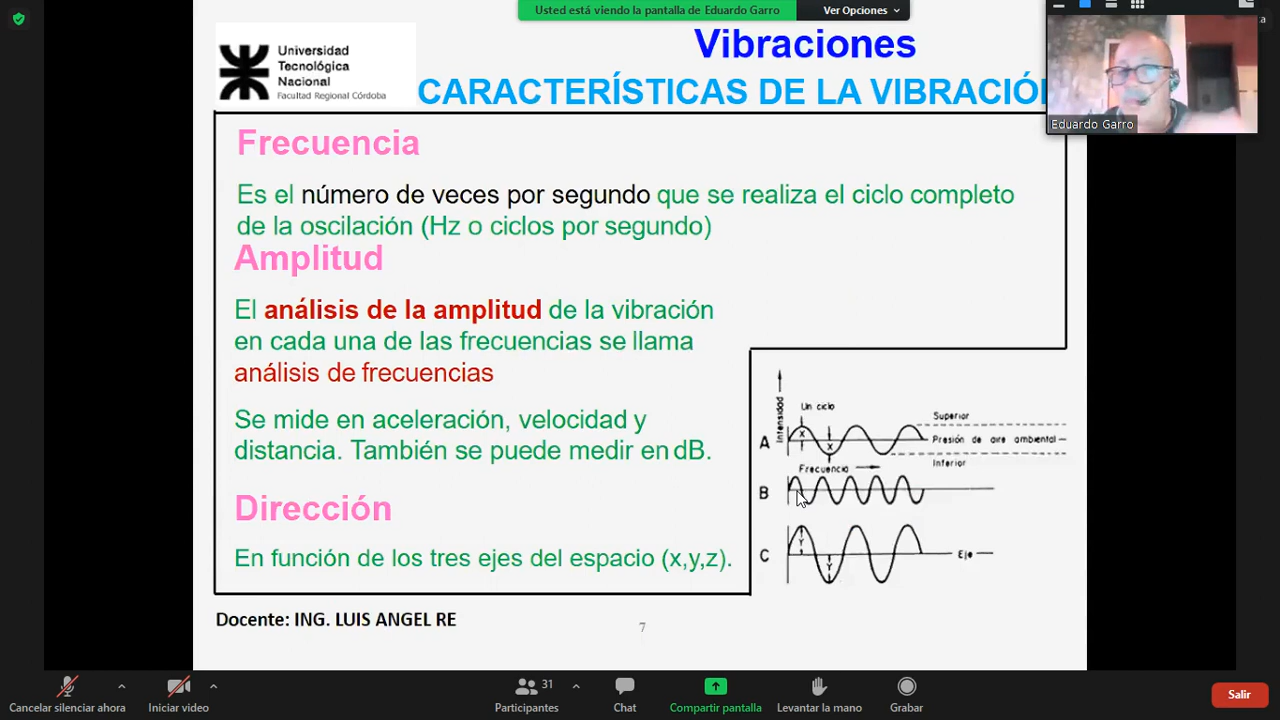 Usted está viendo la pantalla de Eduardo Garro
Ver Opciones
Universidad
Tecnológica
Nacional
Facultad Regional Córdoba
Vibraciones
CARACTERÍSTICAS DE LA VIBRACIÓN
Eduardo Garro
Frecuencia
Es el número de veces por segundo que se realiza el ciclo completo
de la oscilación (Hz o ciclos por segundo)
Amplitud
El análisis de la amplitud de la vibración
en cada una de las frecuencias se llama
análisis de frecuencias
Se mide en aceleración, velocidad y
distancia. También se puede medir en dB.
Dirección
En función de los tres ejes del espacio (x,y,z).
Intensidad
Un ciclo
Superior
A
X
X
Presión de aire ambiental
Inferior
Frecuencia
B
C
Y
Y
Eje
Docente: ING. LUIS ANGEL RE
7
Cancelar silenciar ahora
Iniciar video
31
Participantes
Chat
Compartir pantalla
Levantar la mano
Grabar
Salir